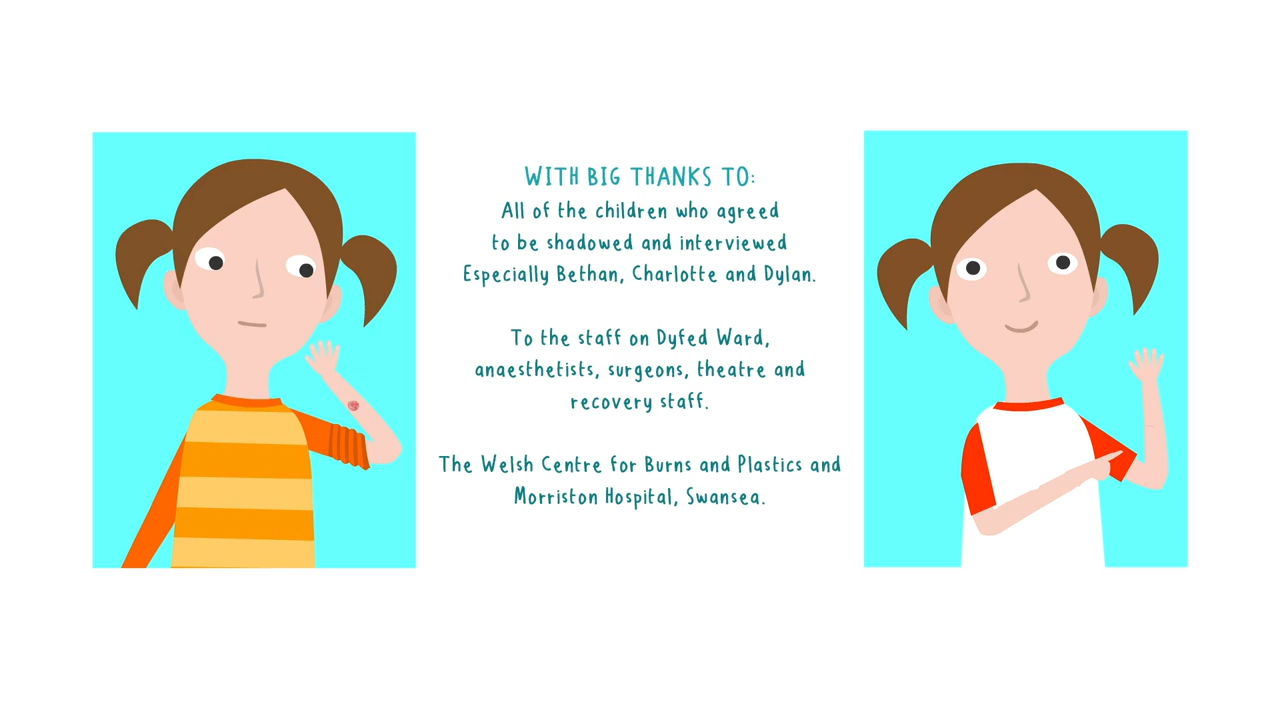 WITH BIG THANKS TO:
All of the children who agreed
to be shadowed and interviewed
Especially Bethan, Charlotte and Dylan.
To the staff on Dyfed Ward,
anaesthetists, surgeons, theatre and
recovery staff.
The Welsh Centre for Burns and Plastics and
Morriston Hospital, Swansea.